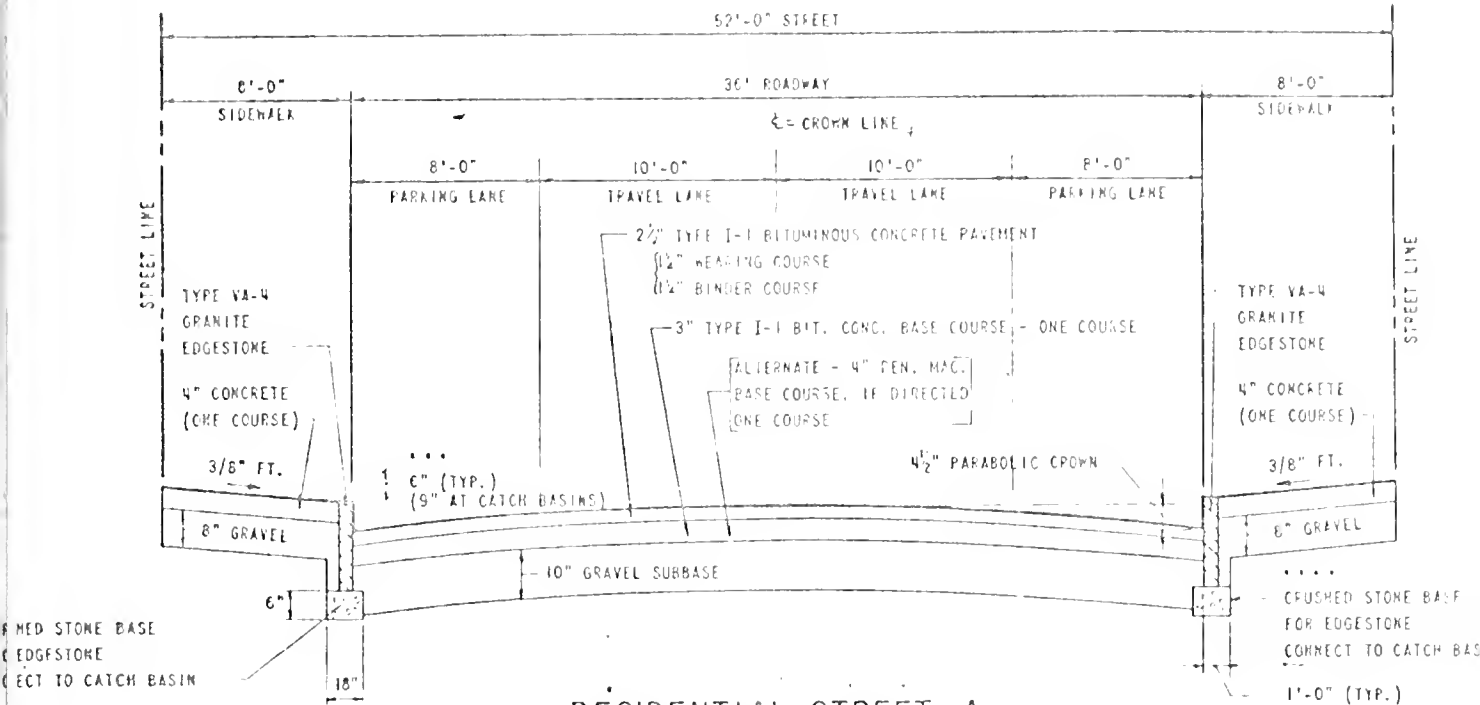 52'-0" STREET
8'-0"
SIDEWALK
36' ROADWAY
8'-0"
SIDEWALK
℄ = CROWN LINE
8'-0"
PARKING LANE
10'-0"
TRAVEL LANE
10'-0"
TRAVEL LANE
8'-0"
PARKING LANE
STREET LINE
STREET LINE
2½" TYPE I-1 BITUMINOUS CONCRETE PAVEMENT
1¼" WEARING COURSE
1¼" BINDER COURSE
3" TYPE I-1 BIT. CONC. BASE COURSE - ONE COURSE
ALTERNATE - 4" PEN. MAC.
BASE COURSE, IF DIRECTED
ONE COURSE
TYPE VA-4
GRANITE
EDGESTONE
4" CONCRETE
(ONE COURSE)
3/8" FT.
TYPE VA-4
GRANITE
EDGESTONE
4" CONCRETE
(ONE COURSE)
3/8" FT.
6" (TYP.)
(9" AT CATCH BASINS)
4½" PARABOLIC CROWN
8" GRAVEL
8" GRAVEL
10" GRAVEL SUBBASE
6"
HED STONE BASE
EDGESTONE
ECT TO CATCH BASIN
18"
CRUSHED STONE BASE
FOR EDGESTONE
CONNECT TO CATCH BAS
1'-0" (TYP.)
RESIDENTIAL STREET A